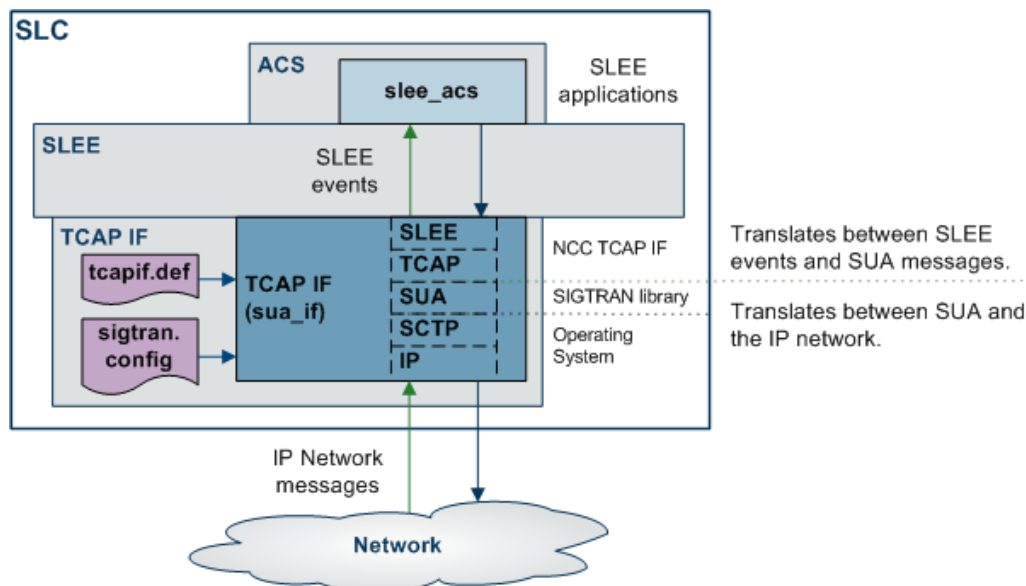 SLC
ACS
slee_acs
SLEE
applications
SLEE
SLEE
events
TCAP IF
tcapif.def
sigtran.
config
TCAP IF
(sua_if)
SLEE
TCAP
SUA
SCTP
IP
NCC TCAP IF
SIGTRAN library
Operating
System
Translates between SLEE
events and SUA messages.
Translates between SUA and
the IP network.
IP Network
messages
Network